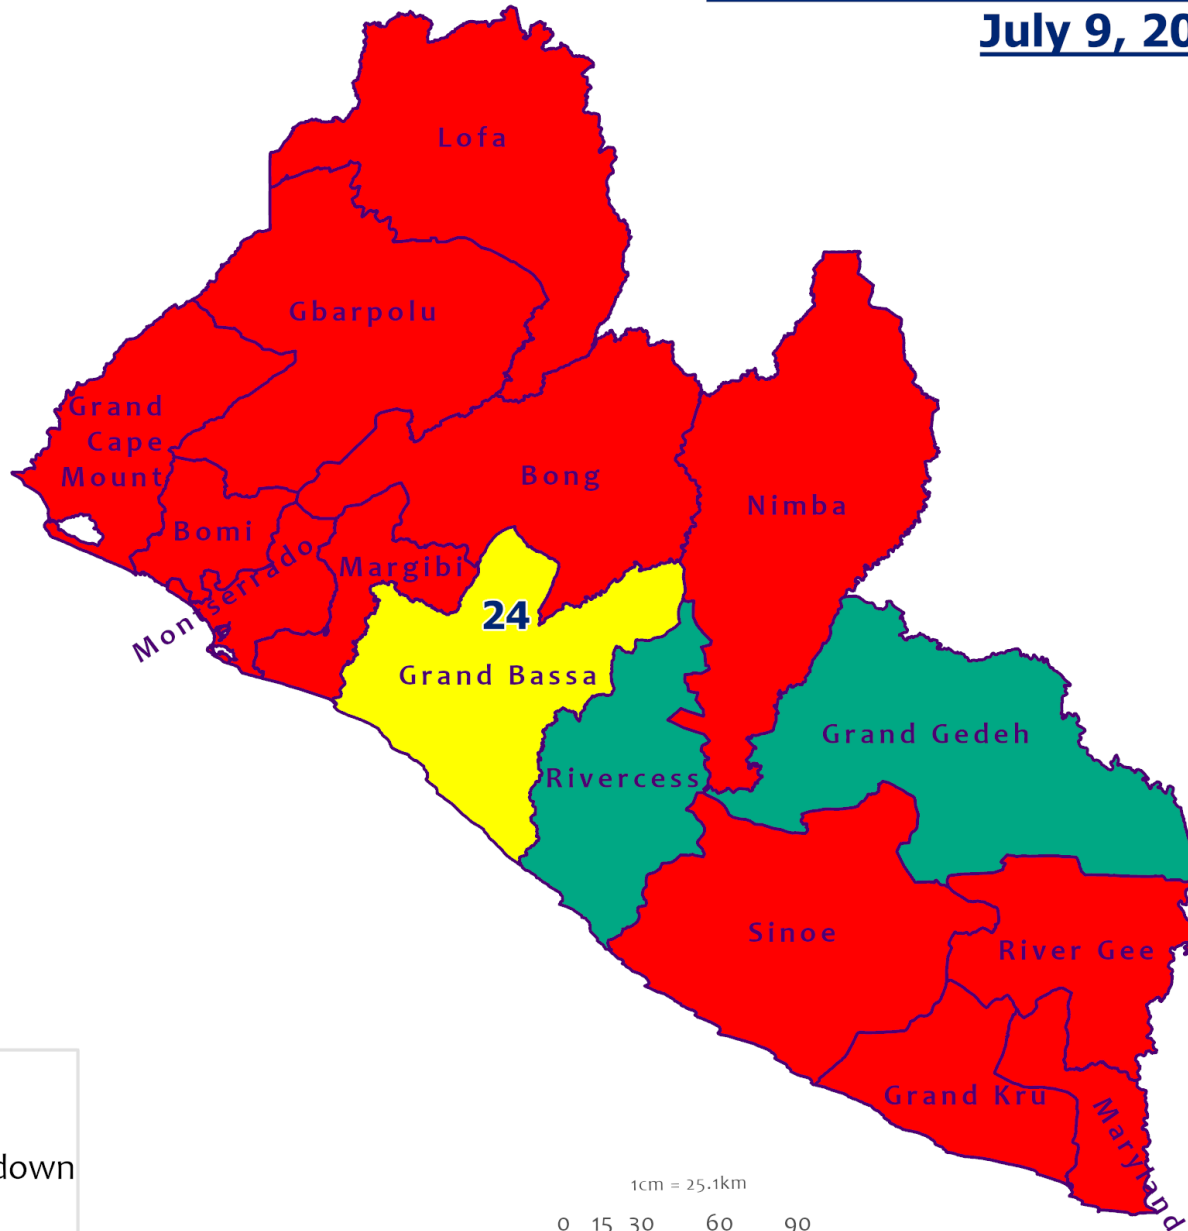 July 9, 20
Lofa
Gbarpolu
Grand
Cape
Mount
Bong
Nimba
Bomi
Montserrado
Margibi
24
Grand Bassa
Grand Gedeh
Rivercess
Sinoe
River Gee
Grand Kru
Maryland
down
1cm = 25.1km
0 15 30 60 90